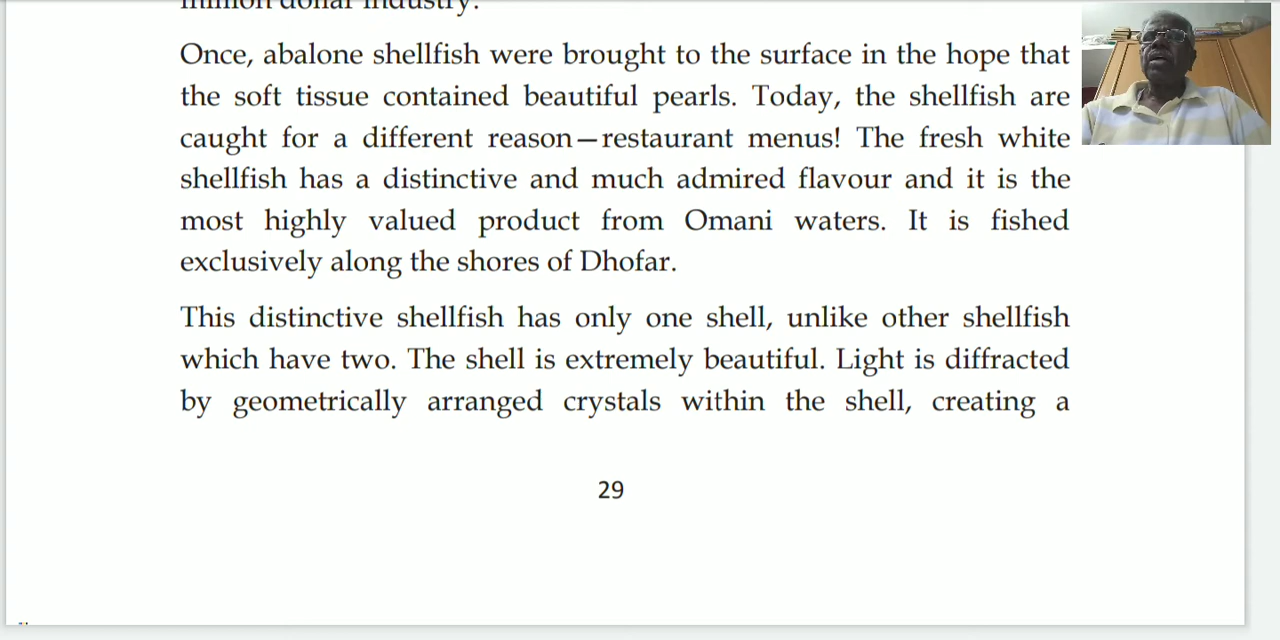 million dollar industry.
Once, abalone shellfish were brought to the surface in the hope that
the soft tissue contained beautiful pearls. Today, the shellfish are
caught for a different reason—restaurant menus! The fresh white
shellfish has a distinctive and much admired flavour and it is the
most highly valued product from Omani waters. It is fished
exclusively along the shores of Dhofar.
This distinctive shellfish has only one shell, unlike other shellfish
which have two. The shell is extremely beautiful. Light is diffracted
by geometrically arranged crystals within the shell, creating a
29